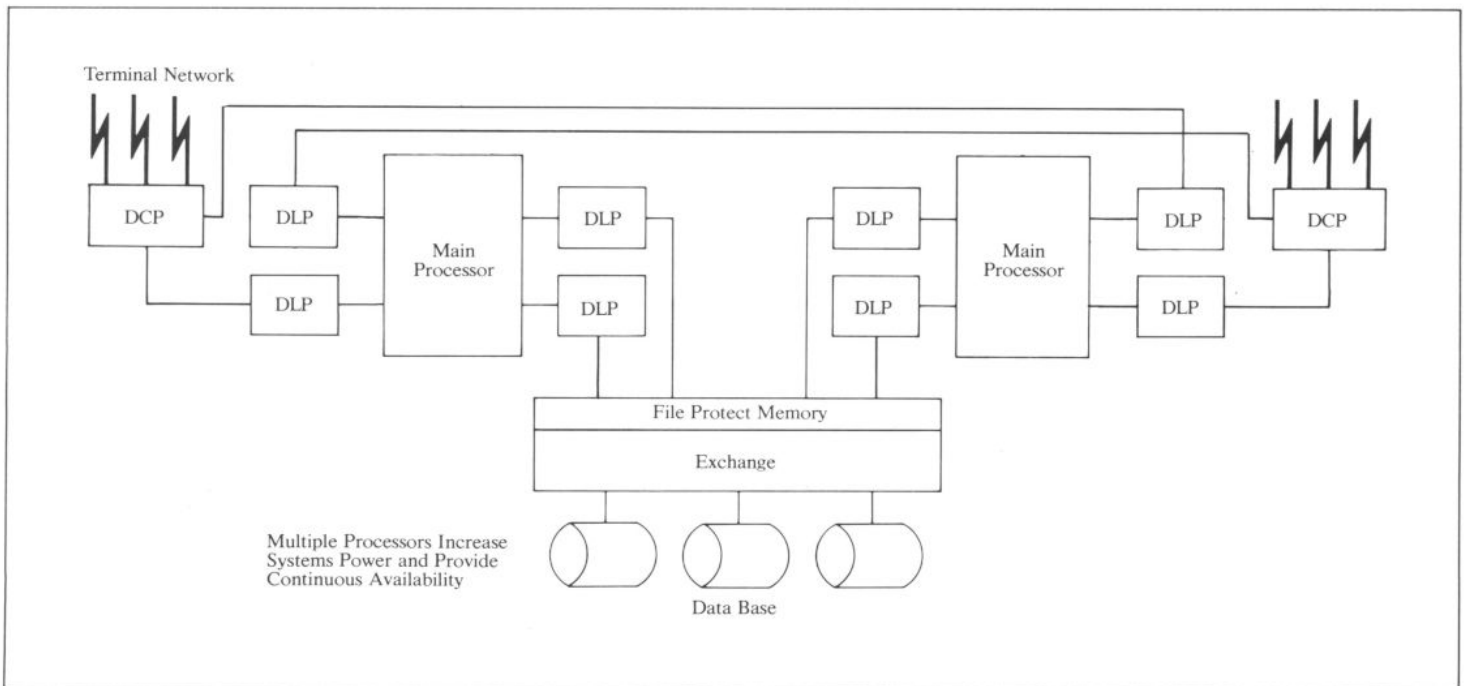 Terminal Network
DCP
DLP
DLP
Main
Processor
DLP
DLP
DLP
DLP
Main
Processor
DLP
DLP
DCP
File Protect Memory
Exchange
Multiple Processors Increase
Systems Power and Provide
Continuous Availability
Data Base